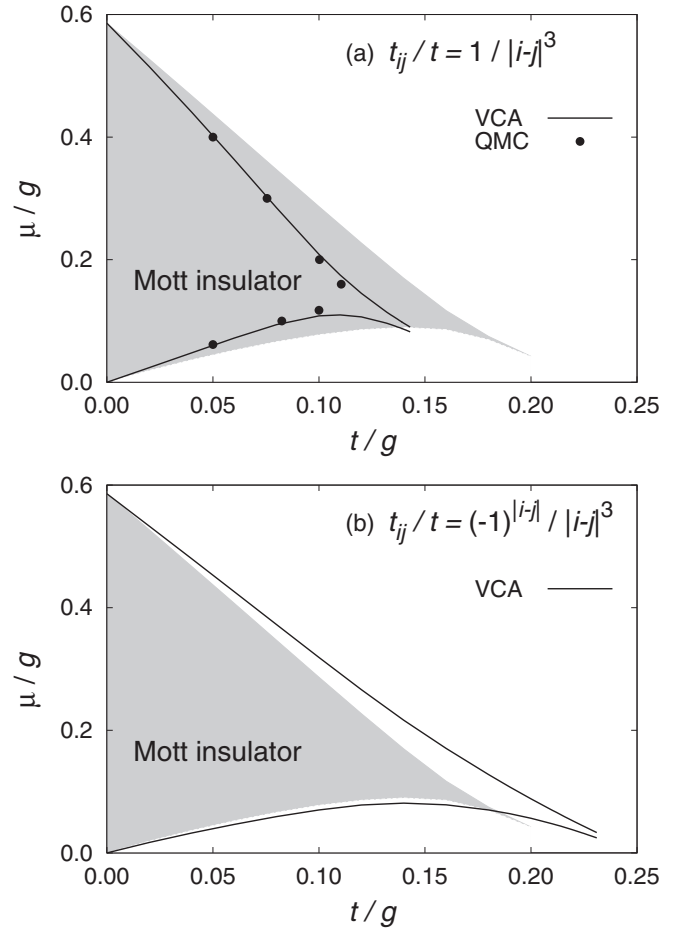 0.6
(a) t_ij / t = 1 / |i-j|^3
VCA
QMC
0.4
μ / g
0.2
Mott insulator
0.0
0.00 0.05 0.10 0.15 0.20 0.25
t / g
0.6
(b) t_ij / t = (-1)^|i-j| / |i-j|^3
VCA
0.4
μ / g
0.2
Mott insulator
0.0
0.00 0.05 0.10 0.15 0.20 0.25
t / g